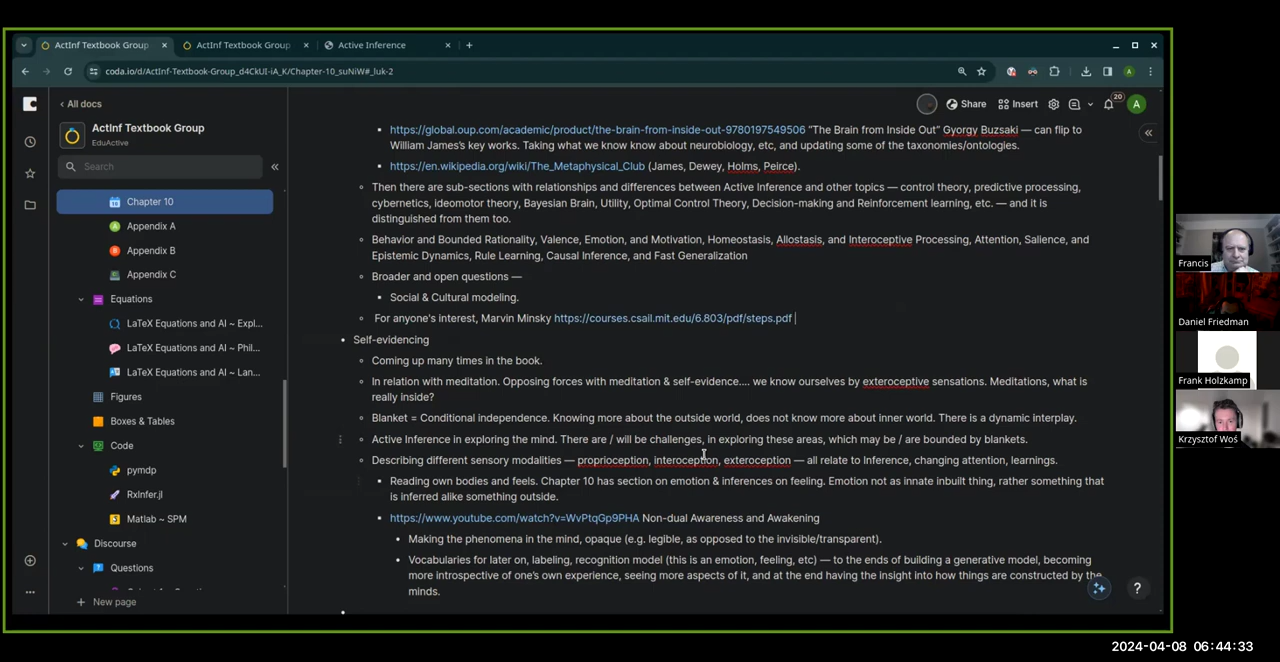 ActInf Textbook Group
ActInf Textbook Group
Active Inference
coda.io/d/ActInf-Textbook-Group_d4CkUI-iA_K/Chapter-10_suNiW#_luk-2
A
All docs
Share
Insert
20
A
ActInf Textbook Group
EduActive
Search
Chapter 10
A Appendix A
B Appendix B
Appendix C
Equations
LaTeX Equations and AI ~ Expl...
LaTeX Equations and AI ~ Phil...
LaTeX Equations and AI ~ Lan...
Figures
Boxes & Tables
Code
pymdp
RxInfer.jl
Matlab ~ SPM
Discourse
Questions
New page
https://global.oup.com/academic/product/the-brain-from-inside-out-9780197549506 "The Brain from Inside Out" Gyorgy Buzsaki — can flip to
William James's key works. Taking what we know know about neurobiology, etc, and updating some of the taxonomies/ontologies.
https://en.wikipedia.org/wiki/The_Metaphysical_Club (James, Dewey, Holms, Peirce).
Then there are sub-sections with relationships and differences between Active Inference and other topics — control theory, predictive processing,
cybernetics, ideomotor theory, Bayesian Brain, Utility, Optimal Control Theory, Decision-making and Reinforcement learning, etc. — and it is
distinguished from them too.
Behavior and Bounded Rationality, Valence, Emotion, and Motivation, Homeostasis, Allostasis, and Interoceptive Processing, Attention, Salience, and
Epistemic Dynamics, Rule Learning, Causal Inference, and Fast Generalization
Broader and open questions —
Social & Cultural modeling.
For anyone's interest, Marvin Minsky https://courses.csail.mit.edu/6.803/pdf/steps.pdf
Self-evidencing
Coming up many times in the book.
In relation with meditation. Opposing forces with meditation & self-evidence.... we know ourselves by exteroceptive sensations. Meditations, what is
really inside?
Blanket = Conditional independence. Knowing more about the outside world, does not know more about inner world. There is a dynamic interplay.
Active Inference in exploring the mind. There are / will be challenges, in exploring these areas, which may be / are bounded by blankets.
Describing different sensory modalities — proprioception, interoception, exteroception — all relate to Inference, changing attention, learnings.
Reading own bodies and feels. Chapter 10 has section on emotion & inferences on feeling. Emotion not as innate inbuilt thing, rather something that
is inferred alike something outside.
https://www.youtube.com/watch?v=WvPtqGp9PHA Non-dual Awareness and Awakening
Making the phenomena in the mind, opaque (e.g. legible, as opposed to the invisible/transparent).
Vocabularies for later on, labeling, recognition model (this is an emotion, feeling, etc) — to the ends of building a generative model, becoming
more introspective of one's own experience, seeing more aspects of it, and at the end having the insight into how things are constructed by the
minds.
?
Francis
Daniel Friedman
Frank Holzkamp
Krzysztof Woś
2024-04-08 06:44:33